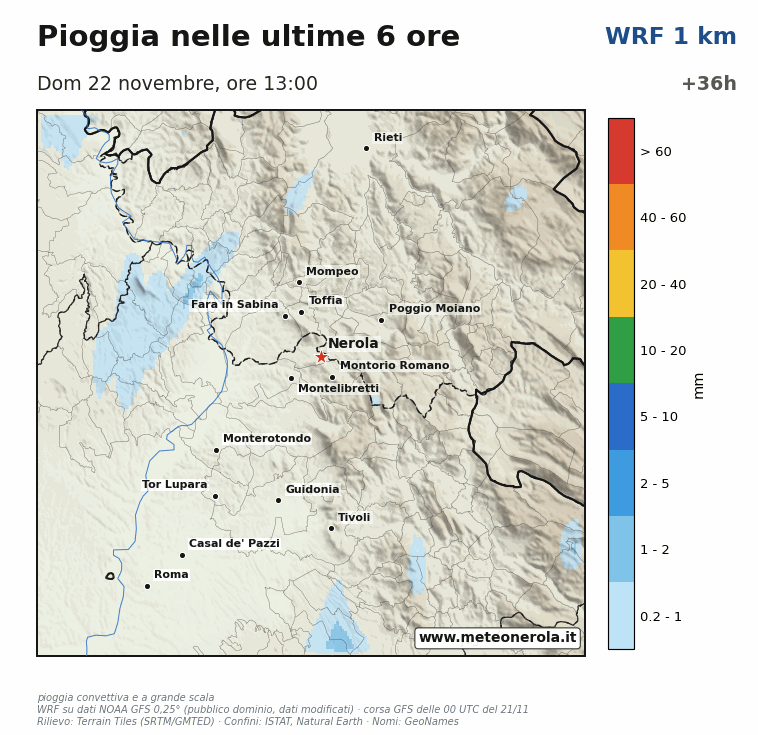 Pioggia nelle ultime 6 ore
WRF 1 km
Dom 22 novembre, ore 13:00
+36h
Rieti
Mompeo
Fara in Sabina
Toffia
Poggio Moiano
Nerola
Montorio Romano
Montelibretti
Monterotondo
Tor Lupara
Guidonia
Tivoli
Casal de' Pazzi
Roma
www.meteonerola.it
> 60
40 - 60
20 - 40
10 - 20
5 - 10
2 - 5
1 - 2
0.2 - 1
mm
pioggia convettiva e a grande scala
WRF su dati NOAA GFS 0,25° (pubblico dominio, dati modificati) · corsa GFS delle 00 UTC del 21/11
Rilievo: Terrain Tiles (SRTM/GMTED) · Confini: ISTAT, Natural Earth · Nomi: GeoNames